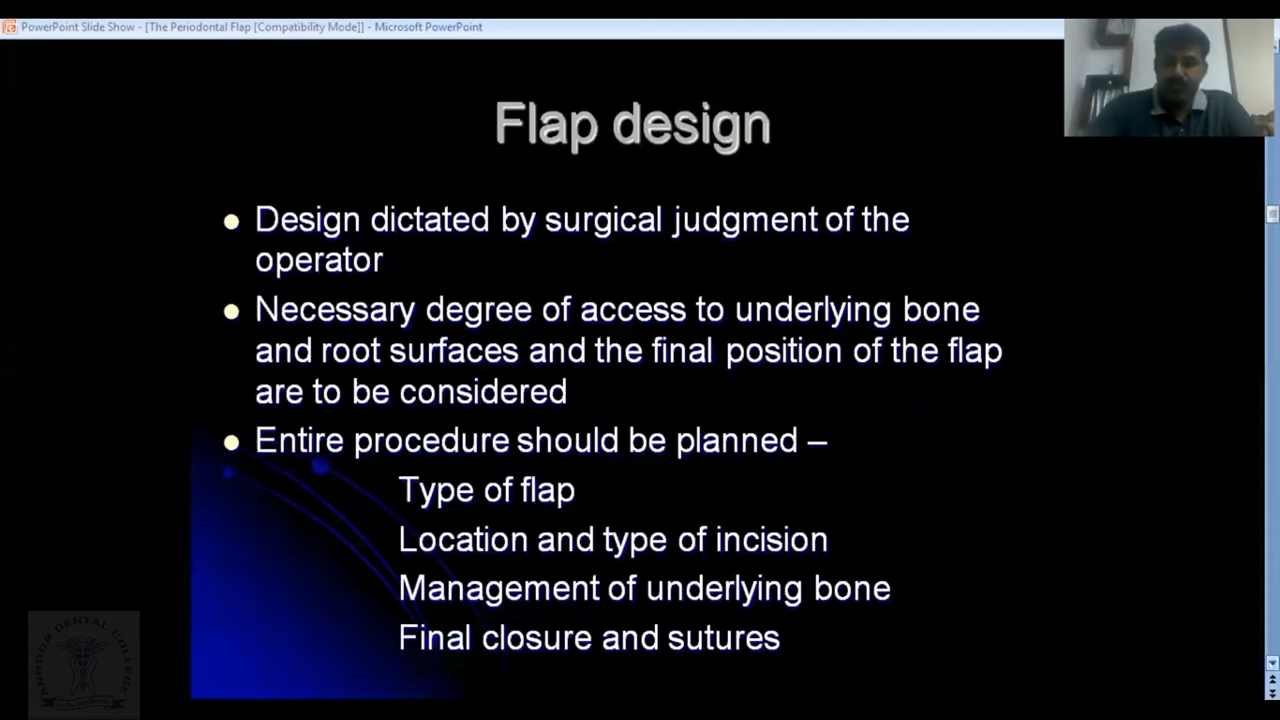 PowerPoint Slide Show - [The Periodontal Flap [Compatibility Mode]] - Microsoft PowerPoint
Flap design
Design dictated by surgical judgment of the
operator
Necessary degree of access to underlying bone
and root surfaces and the final position of the flap
are to be considered
Entire procedure should be planned –
Type of flap
Location and type of incision
Management of underlying bone
Final closure and sutures
DENTAL COLLEGE